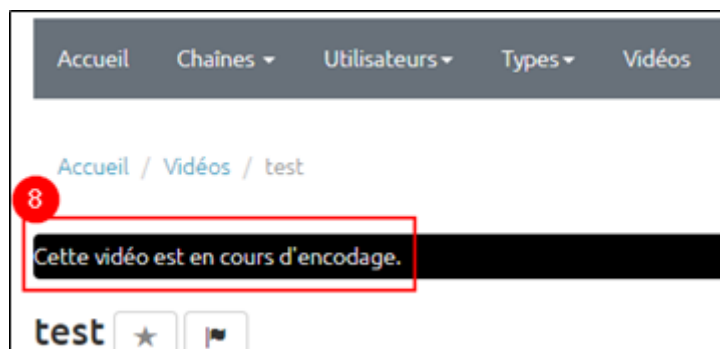 Accueil Chaînes Utilisateurs Types Vidéos
Accueil / Vidéos / test
8
Cette vidéo est en cours d'encodage.
test